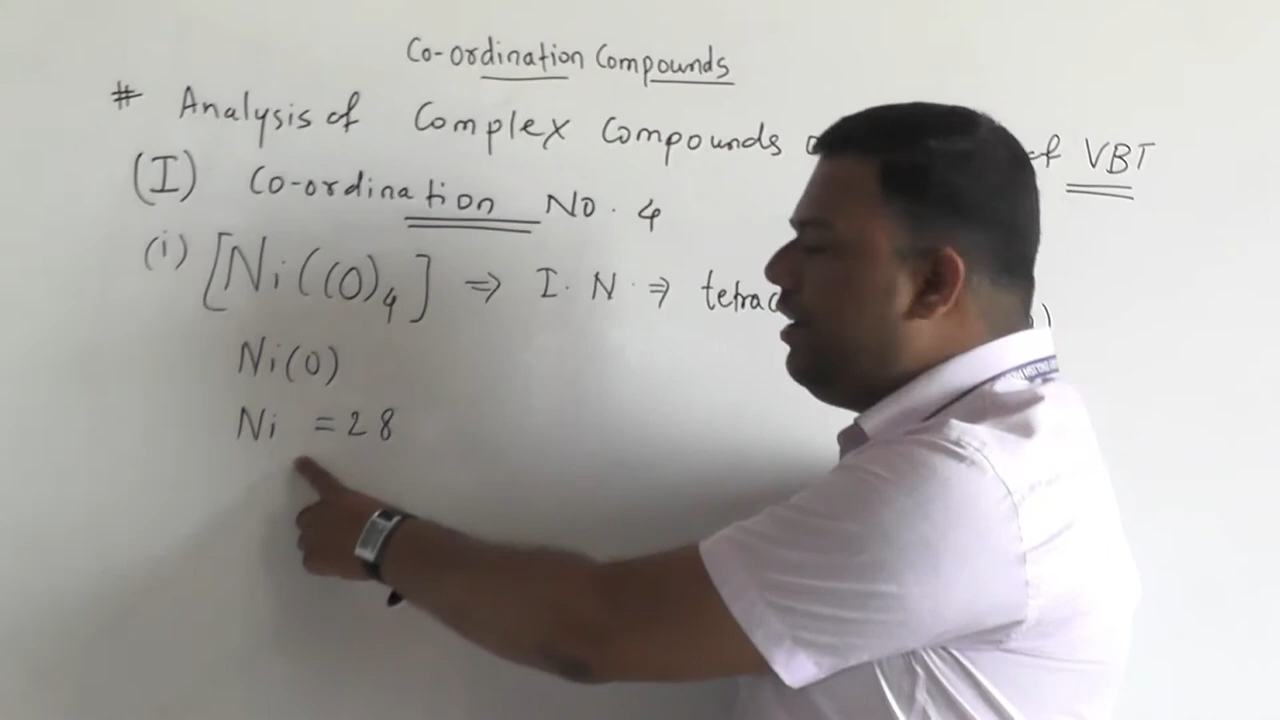 Co-ordination Compounds
# Analysis of Complex Compounds of VBT
(I) Co-ordination No. 4
(i) [Ni(CO)4] ⇒ I. N. ⇒ tetrac )
Ni(0)
Ni = 28